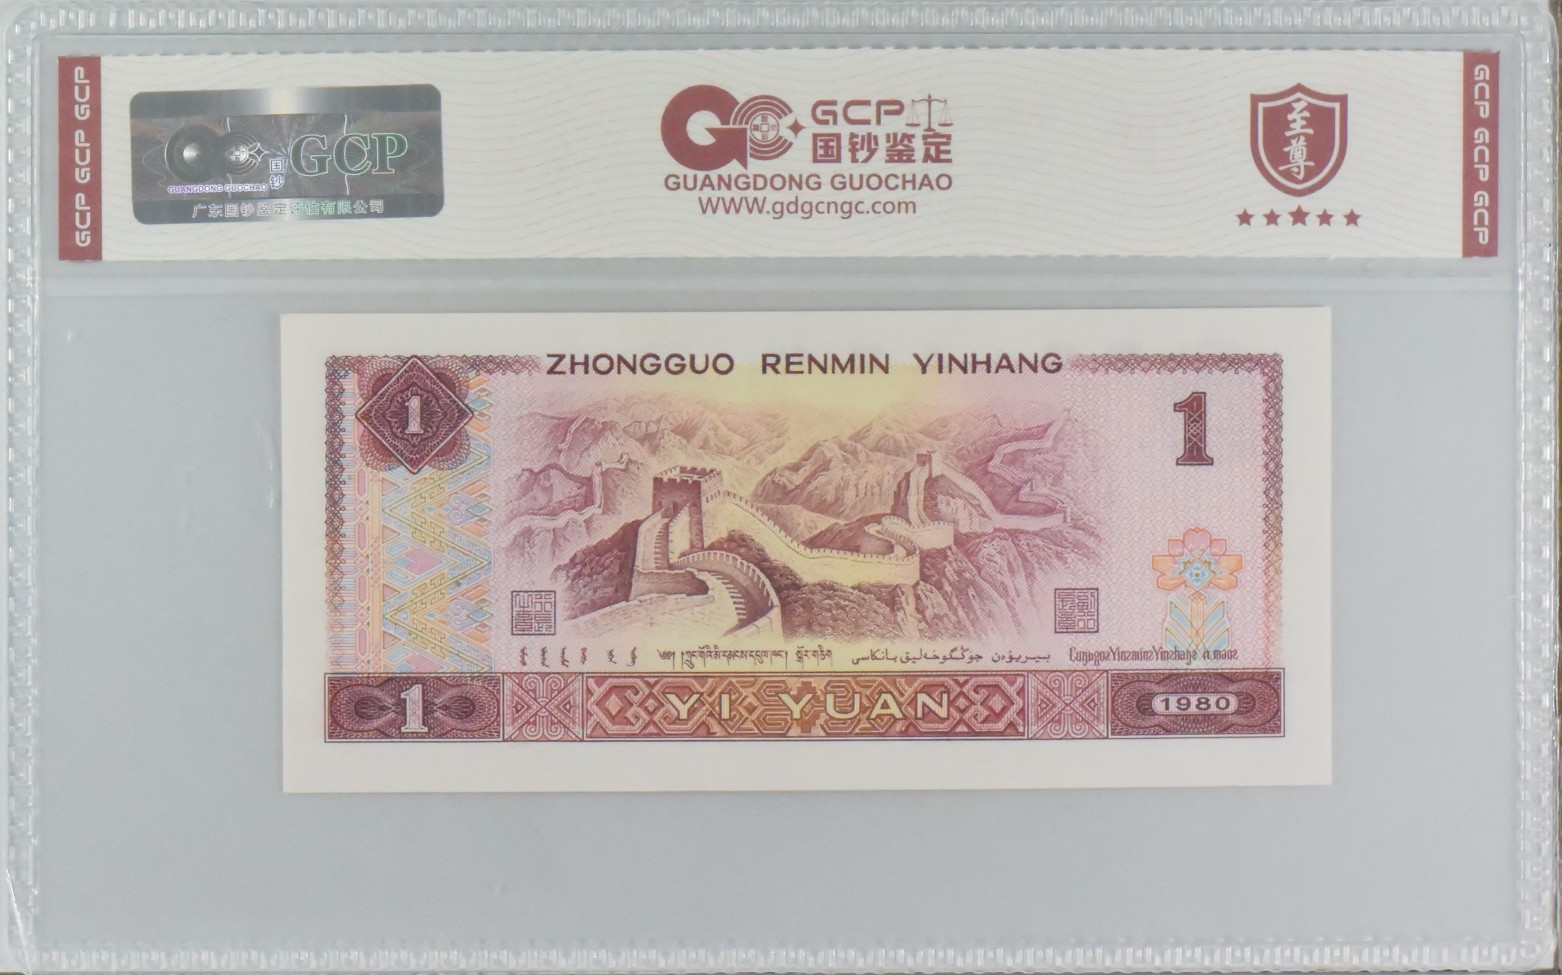 GCP GCP GCP
国钞
GCP
GUANGDONG GUOCHAO
广东国钞鉴定评估有限公司
GCP
国钞鉴定
GUANGDONG GUOCHAO
WWW.gdgcngc.com
至尊
GCP GCP GCP
ZHONGGUO RENMIN YINHANG
1
1
1
YI YUAN
1980